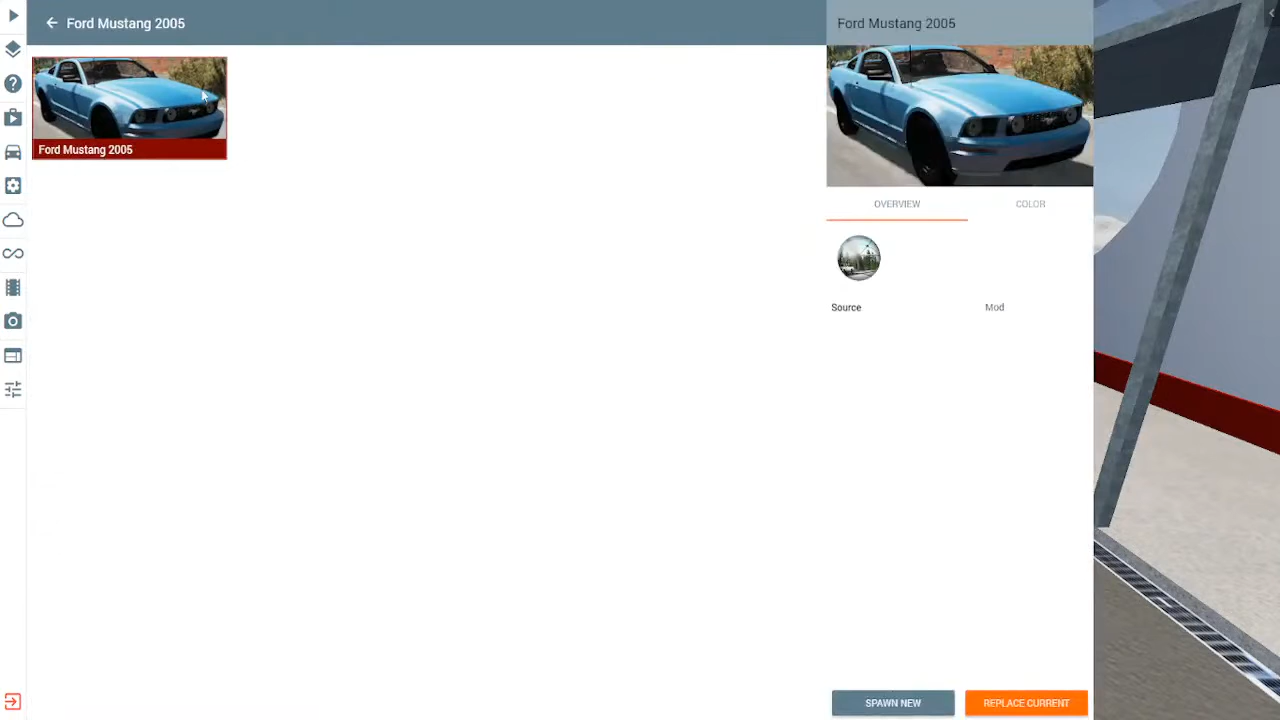 Ford Mustang 2005
Ford Mustang 2005
Ford Mustang 2005
OVERVIEW
COLOR
Source
Mod
SPAWN NEW
REPLACE CURRENT